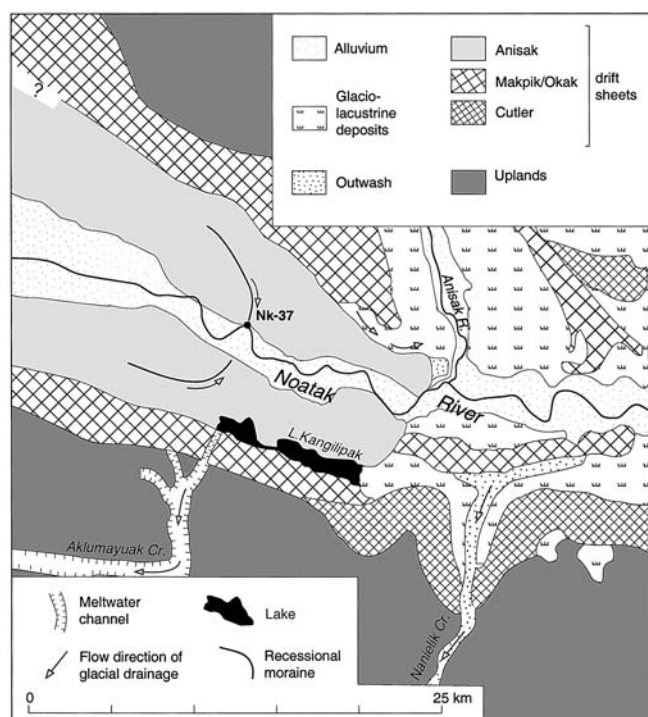 Alluvium
Glacio-
lacustrine
deposits
Outwash
Anisak
Makpik/Okak
Cutler
drift
sheets
Uplands
?
Nk-37
Anisak R.
Noatak
River
L.Kangilipak
Aklumayuak Cr.
Nanielik Cr.
Meltwater
channel
Lake
Flow direction of
glacial drainage
Recessional
moraine
0
25 km